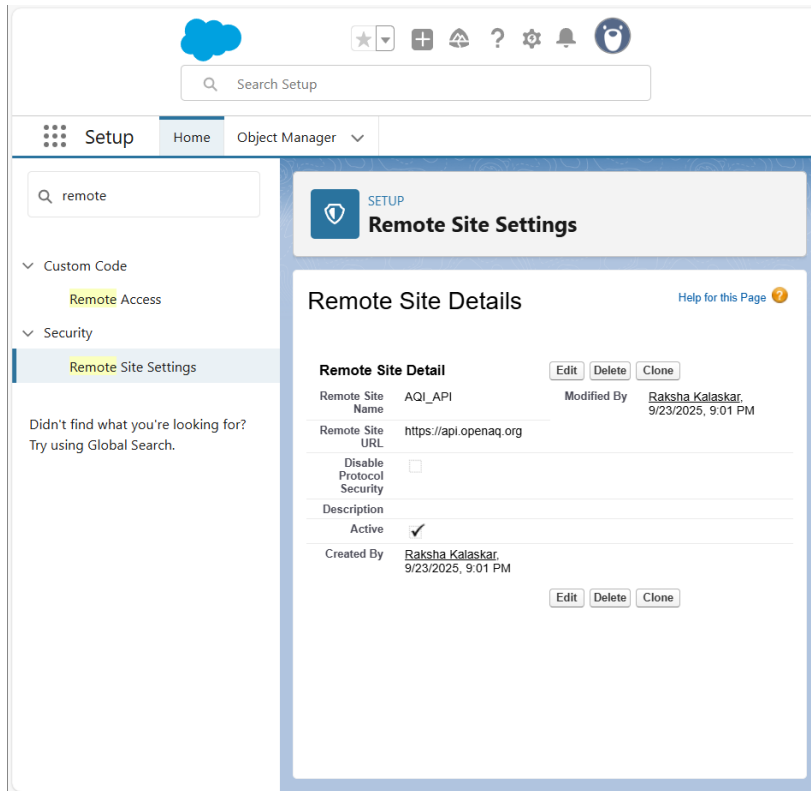 Search Setup
Setup
Home
Object Manager
remote
Custom Code
Remote Access
Security
Remote Site Settings
Didn't find what you're looking for?
Try using Global Search.
SETUP
Remote Site Settings
Remote Site Details
Help for this Page
Remote Site Detail
Edit Delete Clone
Remote Site
Name
AQI_API
Modified By
Raksha Kalaskar,
9/23/2025, 9:01 PM
Remote Site
URL
https://api.openaq.org
Disable
Protocol
Security
Description
Active
Created By
Raksha Kalaskar,
9/23/2025, 9:01 PM
Edit Delete Clone